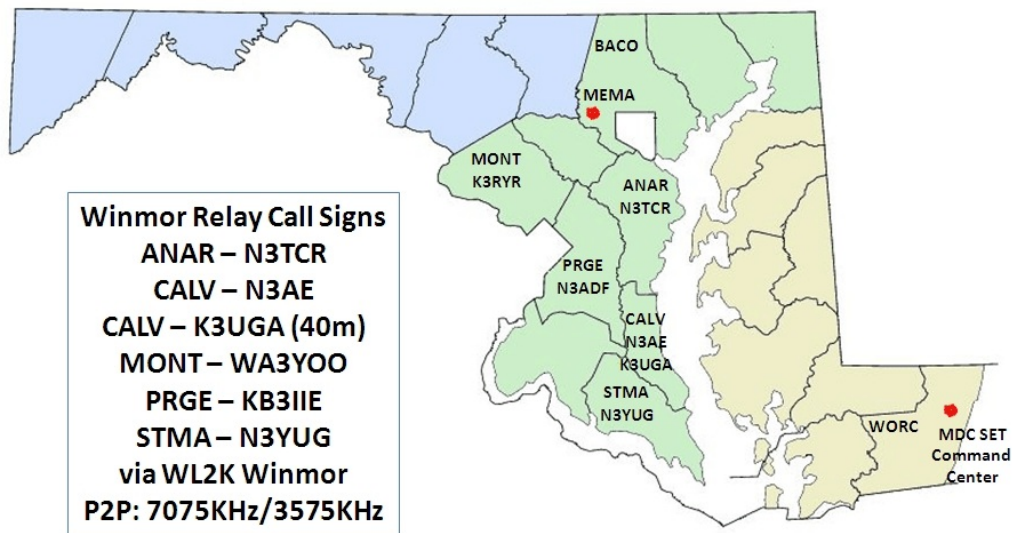 BACO
MEMA
MONT
K3RYR
ANAR
N3TCR
PRGE
N3ADF
CALV
N3AE
K3UGA
STMA
N3YUG
WORC
MDC SET
Command
Center
Winmor Relay Call Signs
ANAR – N3TCR
CALV – N3AE
CALV – K3UGA (40m)
MONT – WA3YOO
PRGE – KB3IIE
STMA – N3YUG
via WL2K Winmor
P2P: 7075KHz/3575KHz